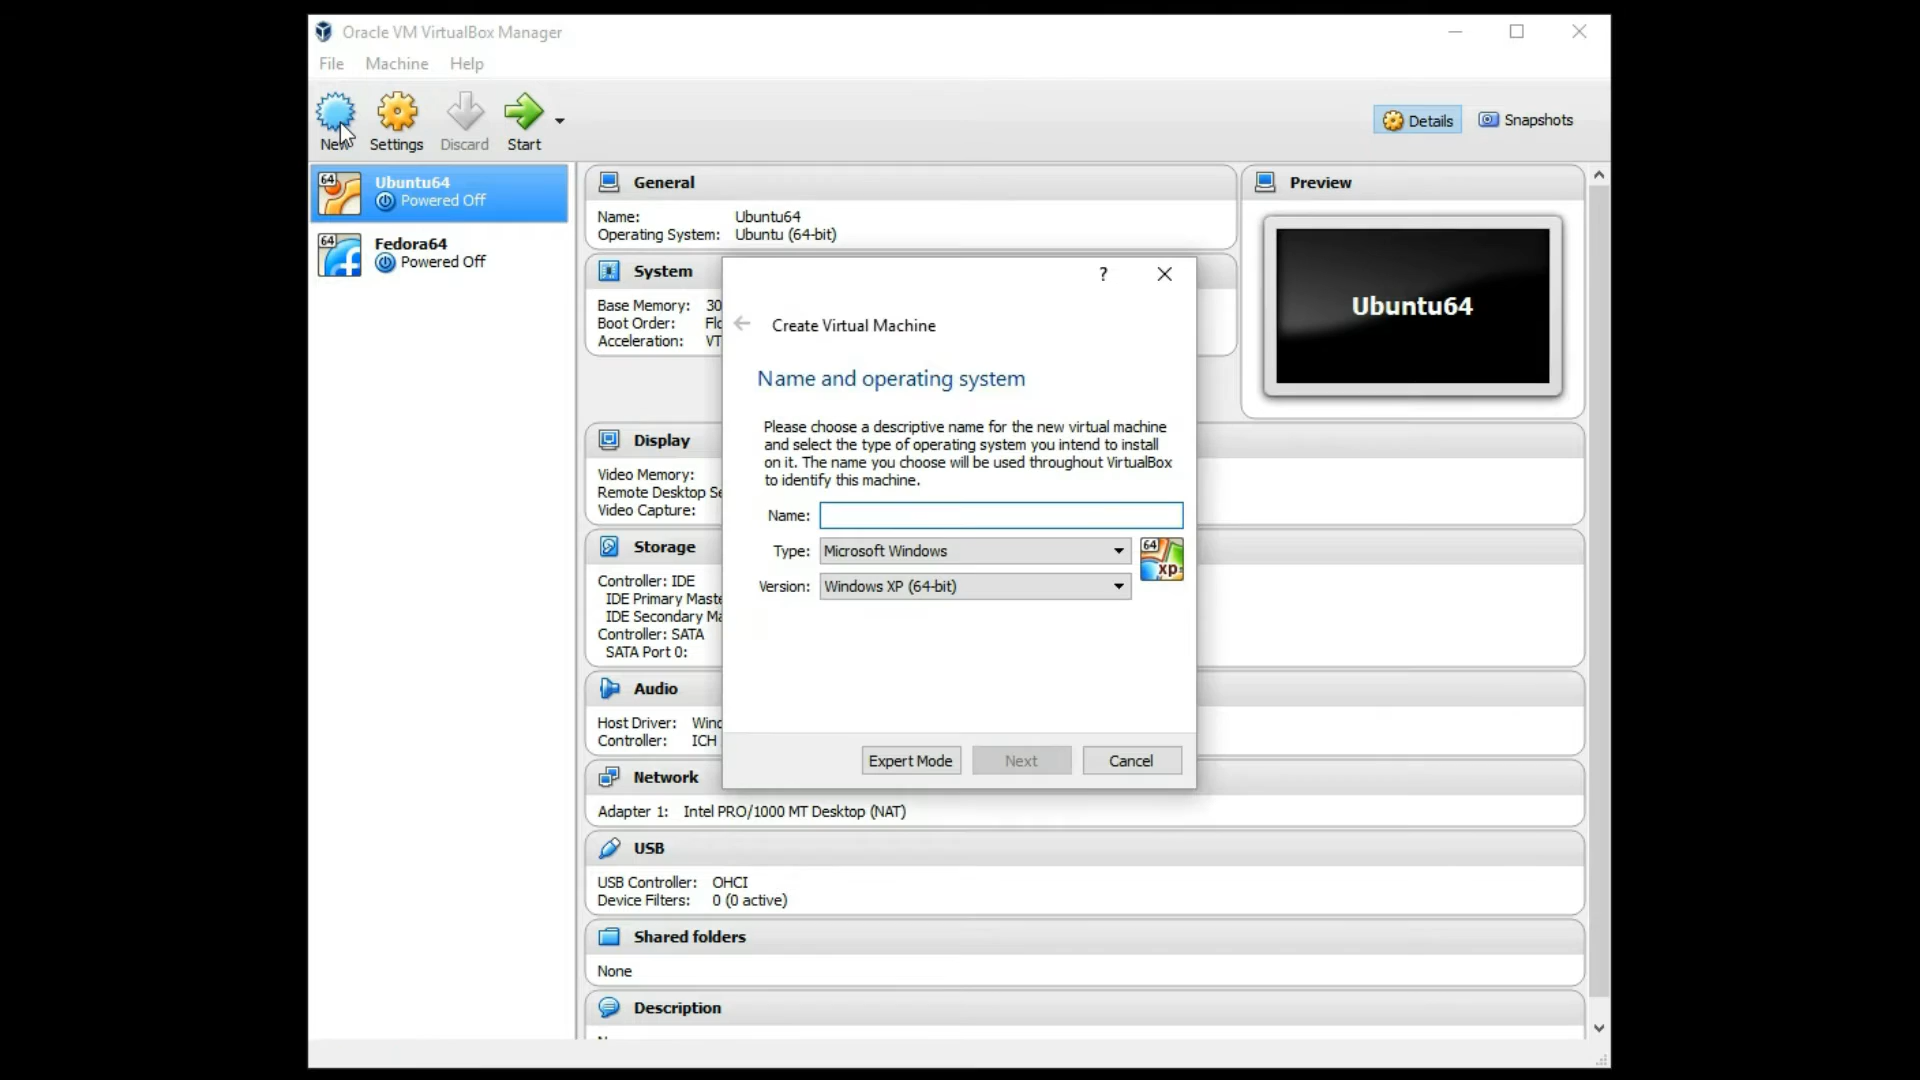 Oracle VM VirtualBox Manager
File Machine Help
New Settings Discard Start
Details Snapshots
64 Ubuntu64
Powered Off
64 Fedora64
Powered Off
General
Name: Ubuntu64
Operating System: Ubuntu (64-bit)
Preview
Ubuntu64
System
Base Memory: 30
Boot Order:
Acceleration: VT
Display
Video Memory:
Remote Desktop Se
Video Capture:
Storage
Controller: IDE
IDE Primary Maste
IDE Secondary Ma
Controller: SATA
SATA Port 0:
Audio
Host Driver: Wind
Controller: ICH
Network
Adapter 1: Intel PRO/1000 MT Desktop (NAT)
USB
USB Controller: OHCI
Device Filters: 0 (0 active)
Shared folders
None
Description
?
Create Virtual Machine
Name and operating system
Please choose a descriptive name for the new virtual machine
and select the type of operating system you intend to install
on it. The name you choose will be used throughout VirtualBox
to identify this machine.
Name:
Type: Microsoft Windows
Version: Windows XP (64-bit)
64
xp
Expert Mode Next Cancel